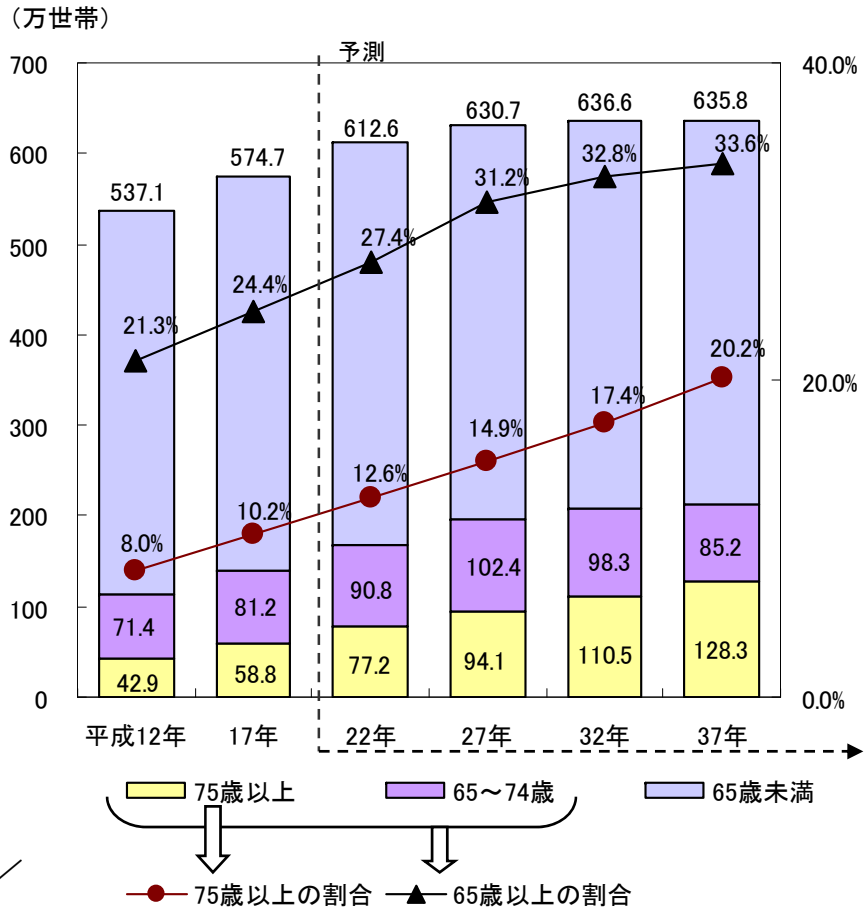 （万世帯）
予測
700 40.0%
537.1 574.7 612.6 630.7 636.6 635.8
600
21.3% 24.4% 27.4% 31.2% 32.8% 33.6%
500
400
20.0%
300
8.0% 10.2% 12.6% 14.9% 17.4% 20.2%
200
71.4 81.2 90.8 102.4 98.3 85.2
100
42.9 58.8 77.2 94.1 110.5 128.3
0 0.0%
平成12年 17年 22年 27年 32年 37年
75歳以上 65～74歳 65歳未満
75歳以上の割合 65歳以上の割合